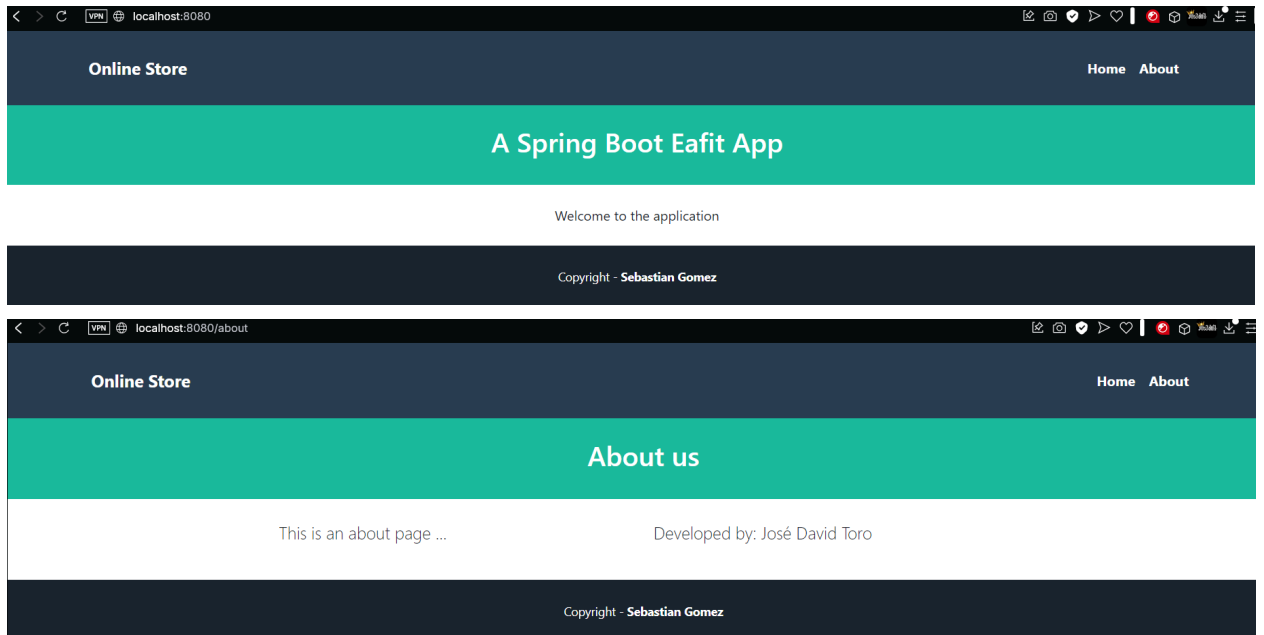 VPN localhost:8080
Online Store Home About
A Spring Boot Eafit App
Welcome to the application
Copyright - Sebastian Gomez
VPN localhost:8080/about
Online Store Home About
About us
This is an about page ... Developed by: José David Toro
Copyright - Sebastian Gomez